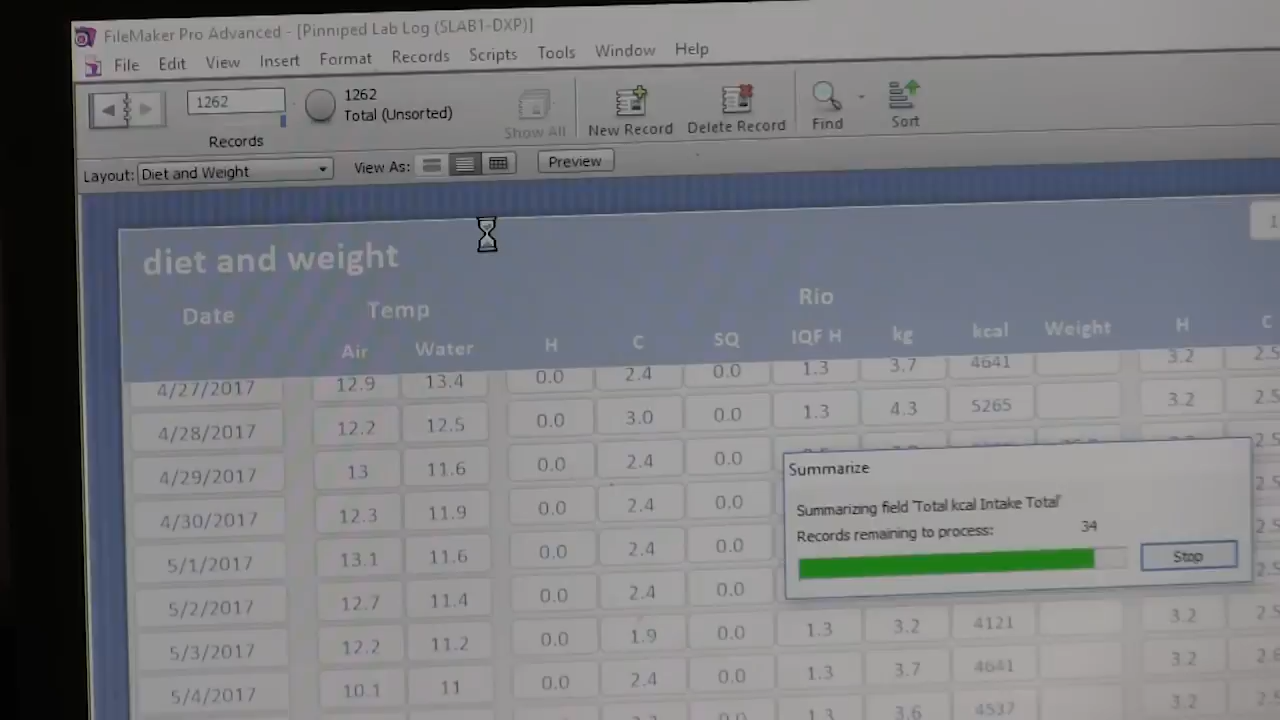 FileMaker Pro Advanced - [Pinniped Lab Log (SLAB1-DXP)]
File Edit View Insert Format Records Scripts Tools Window Help
1262
1262
Total (Unsorted)
Records
Show All New Record Delete Record Find Sort
Layout: Diet and Weight View As: Preview
diet and weight
Rio
Date Temp
Air Water H C SQ IQF H kg kcal Weight H C
4/27/2017 12.9 13.4 0.0 2.4 0.0 1.3 3.7 4641 3.2
4/28/2017 12.2 12.5 0.0 3.0 0.0 1.3 4.3 5265 3.2
4/29/2017 13 11.6 0.0 2.4 0.0
4/30/2017 12.3 11.9 0.0 2.4 0.0
5/1/2017 13.1 11.6 0.0 2.4 0.0
5/2/2017 12.7 11.4 0.0 2.4 0.0
5/3/2017 12.2 11.2 0.0 1.9 0.0 1.3 3.2 4121 3.2
5/4/2017 10.1 11 0.0 2.4 0.0 1.3 3.7 4641 3.2
0.0 1.3 3.6 4537 3.2
Summarize
Summarizing field 'Total kcal Intake Total'
Records remaining to process: 34
Stop